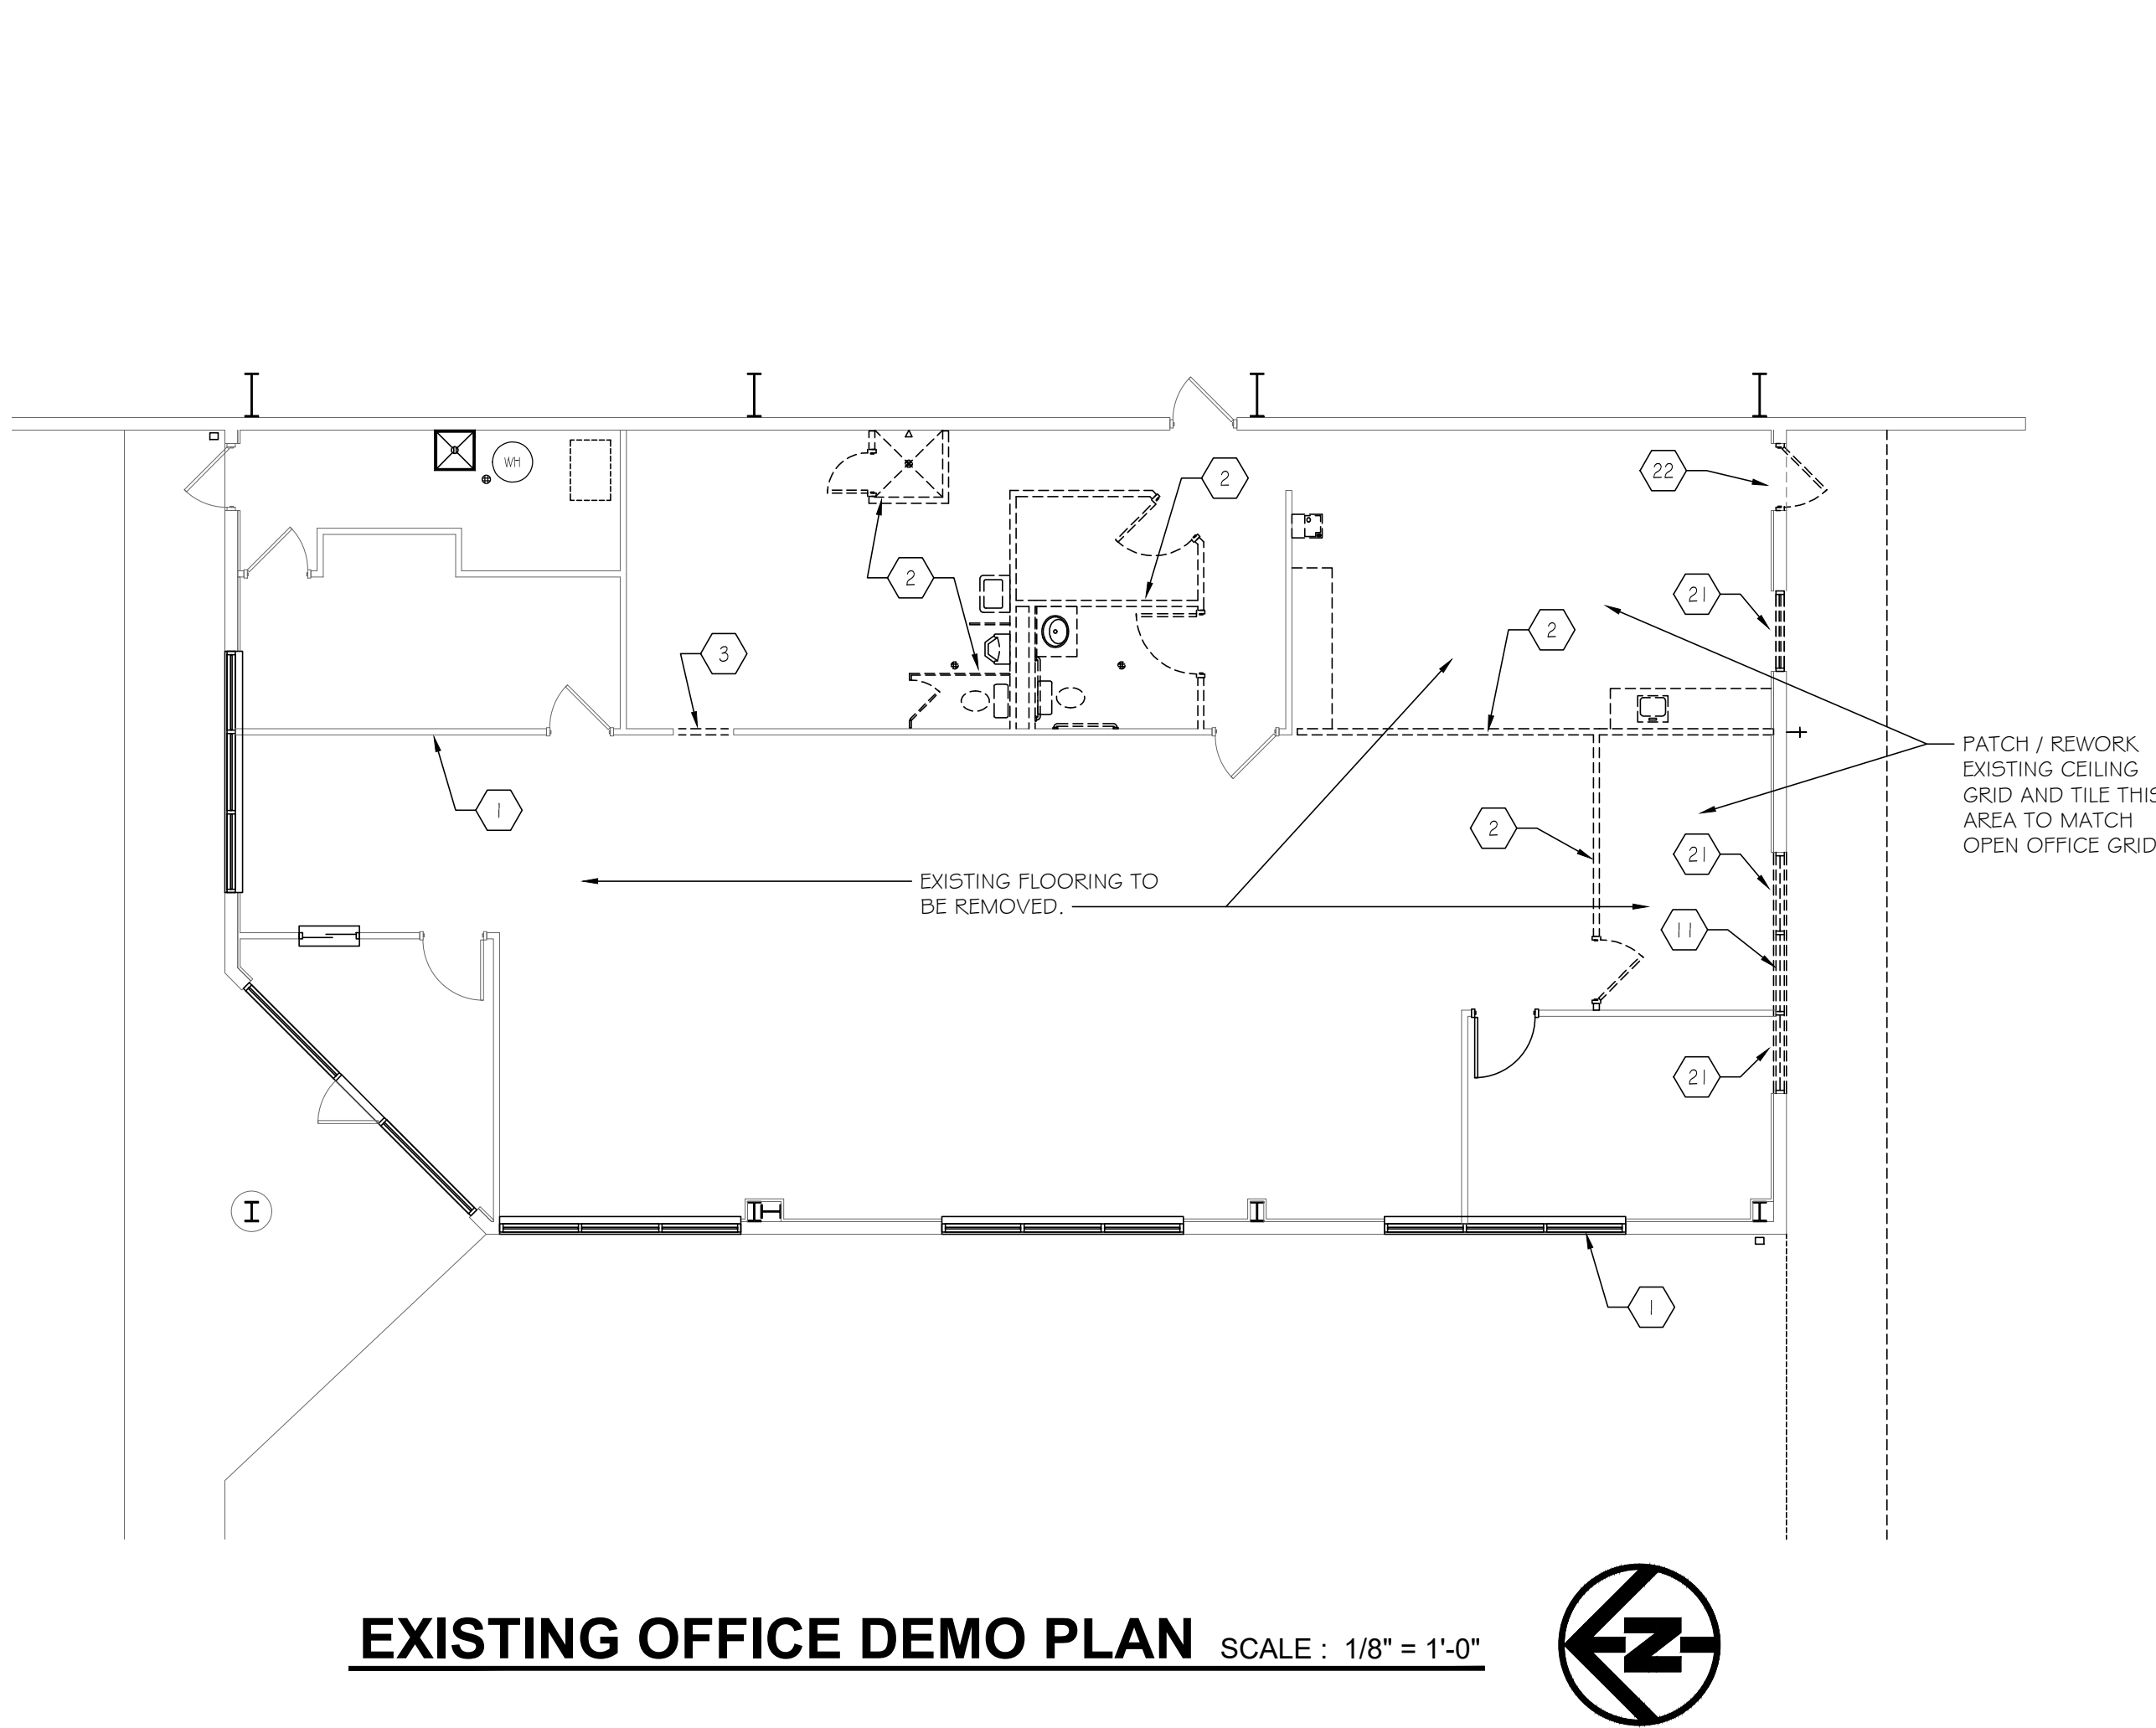 WH
2
22
2
21
2
3
PATCH / REWORK
EXISTING CEILING
GRID AND TILE THIS
AREA TO MATCH
OPEN OFFICE GRID
1
2
21
EXISTING FLOORING TO
BE REMOVED.
11
21
1
EXISTING OFFICE DEMO PLAN SCALE : 1/8" = 1'-0"
N